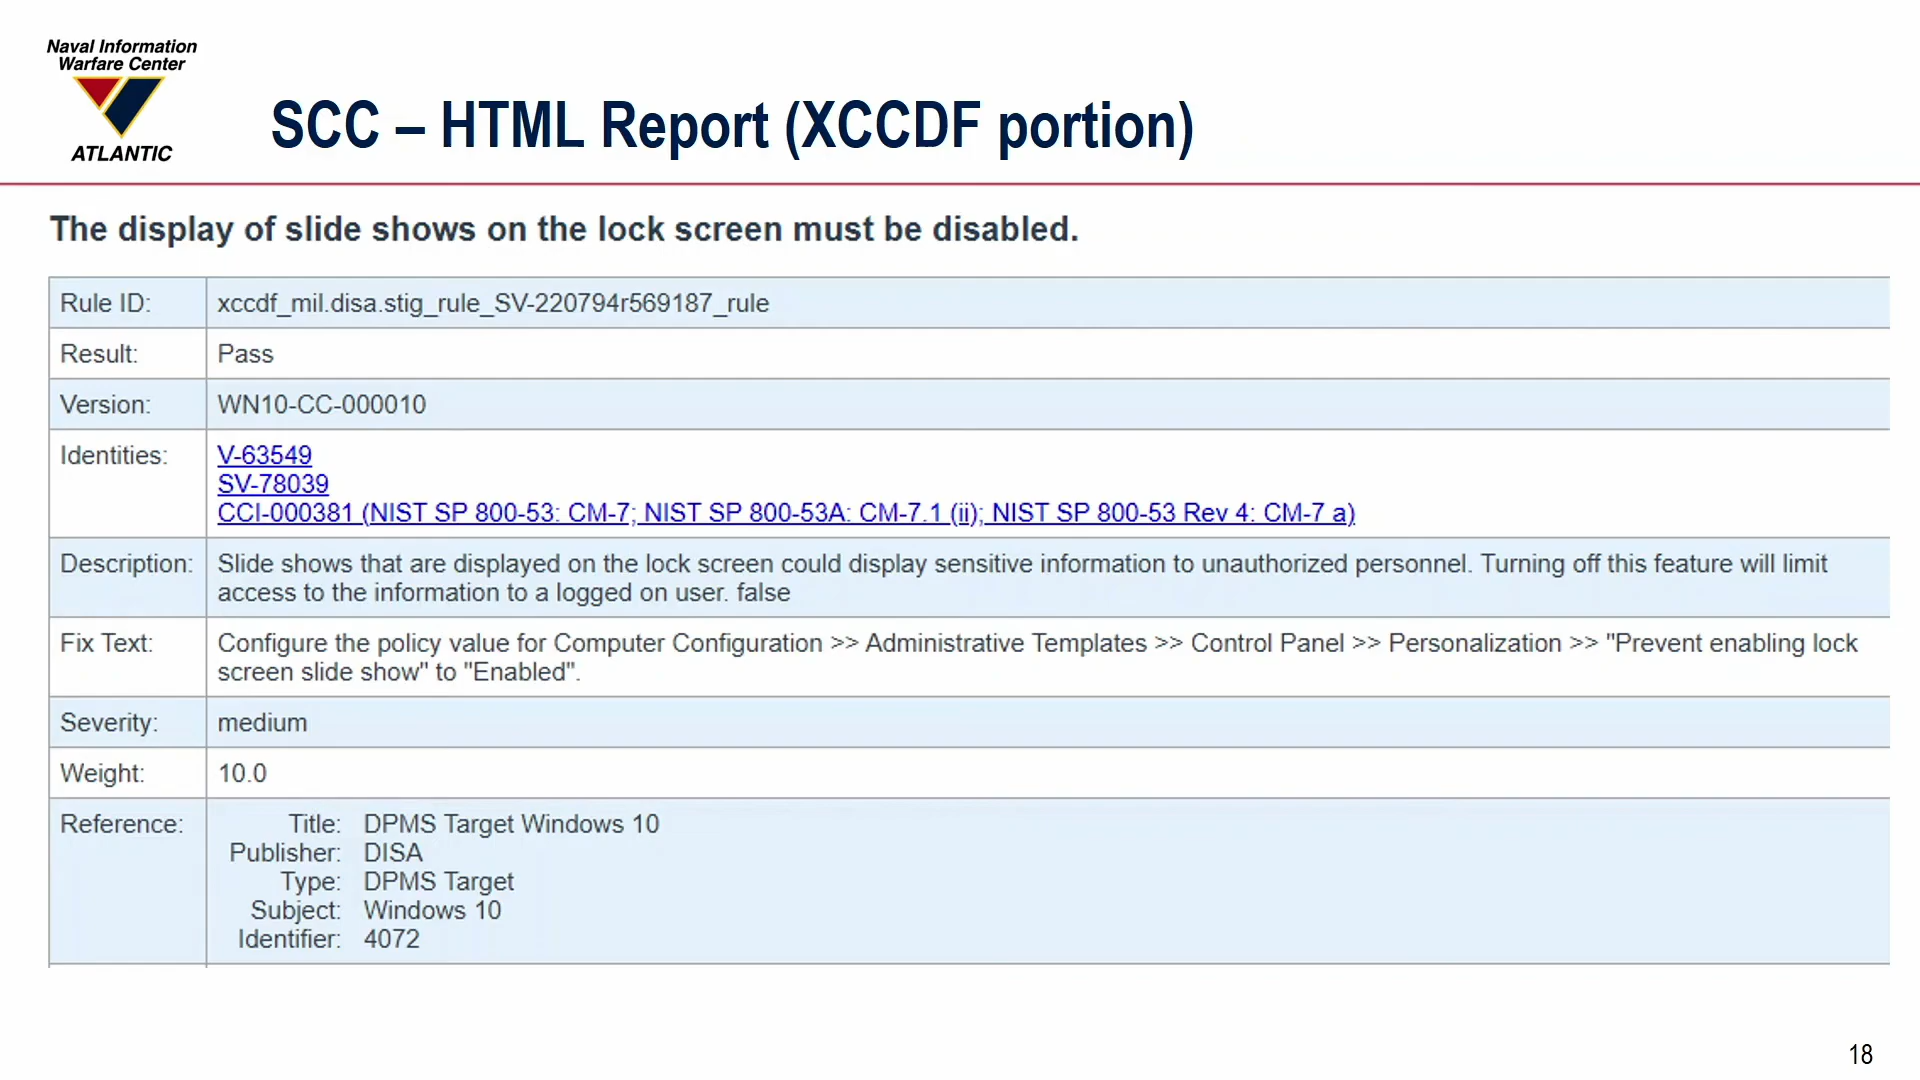 Naval Information
Warfare Center
ATLANTIC
SCC – HTML Report (XCCDF portion)
The display of slide shows on the lock screen must be disabled.
Rule ID: xccdf_mil.disa.stig_rule_SV-220794r569187_rule
Result: Pass
Version: WN10-CC-000010
Identities: V-63549
SV-78039
CCI-000381 (NIST SP 800-53: CM-7; NIST SP 800-53A: CM-7.1 (ii); NIST SP 800-53 Rev 4: CM-7 a)
Description: Slide shows that are displayed on the lock screen could display sensitive information to unauthorized personnel. Turning off this feature will limit
access to the information to a logged on user. false
Fix Text: Configure the policy value for Computer Configuration >> Administrative Templates >> Control Panel >> Personalization >> "Prevent enabling lock
screen slide show" to "Enabled".
Severity: medium
Weight: 10.0
Reference: Title: DPMS Target Windows 10
Publisher: DISA
Type: DPMS Target
Subject: Windows 10
Identifier: 4072
18